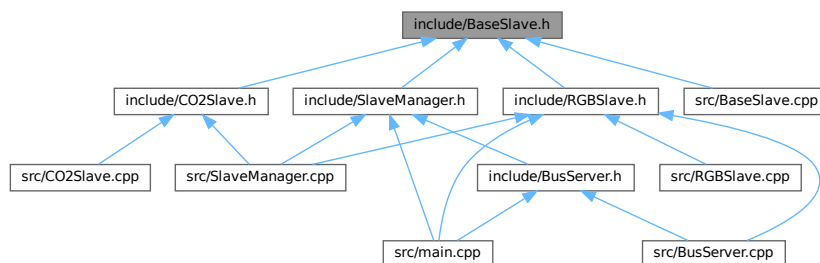 include/BaseSlave.h
include/CO2Slave.h
include/SlaveManager.h
include/RGBSlave.h
src/BaseSlave.cpp
src/CO2Slave.cpp
src/SlaveManager.cpp
include/BusServer.h
src/RGBSlave.cpp
src/main.cpp
src/BusServer.cpp